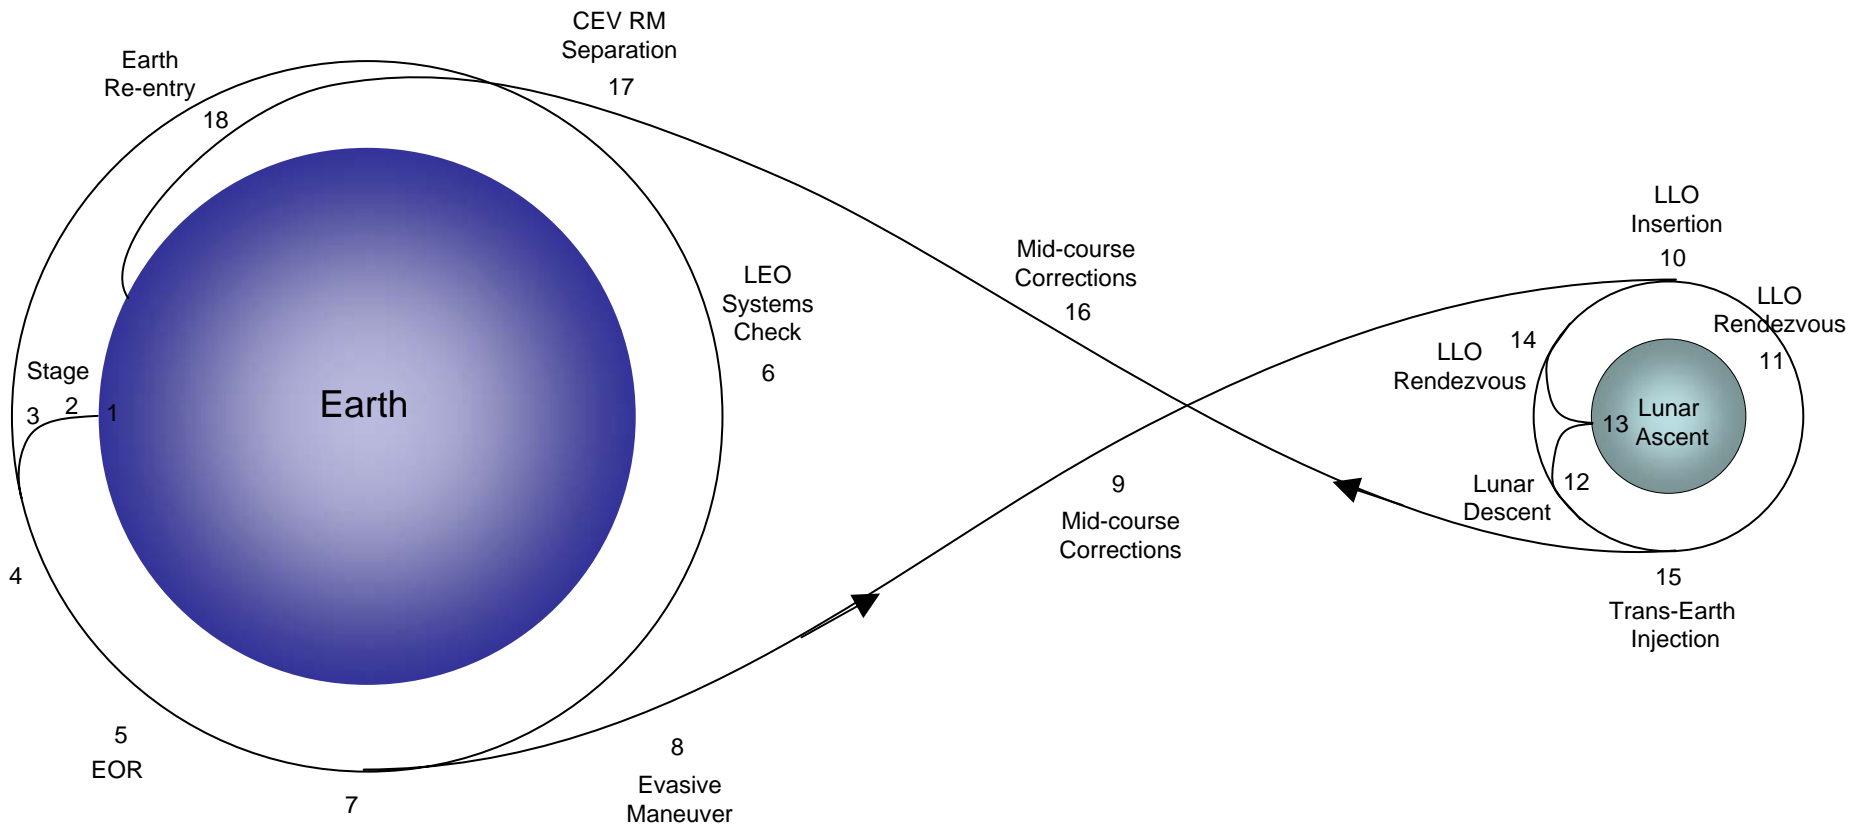 CEV RM
Separation
17
Earth
Re-entry
18
LLO
Insertion
10
Mid-course
Corrections
16
LEO
Systems
Check
6
LLO
Rendezvous
11
14
LLO
Rendezvous
Stage
3
2
1
Earth
Lunar
Ascent
13
12
Lunar
Descent
9
Mid-course
Corrections
4
15
Trans-Earth
Injection
5
EOR
8
Evasive
Maneuver
7